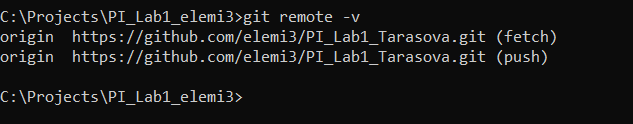 C:\Projects\PI_Lab1_elemi3>git remote -v
origin  https://github.com/elemi3/PI_Lab1_Tarasova.git (fetch)
origin  https://github.com/elemi3/PI_Lab1_Tarasova.git (push)
C:\Projects\PI_Lab1_elemi3>